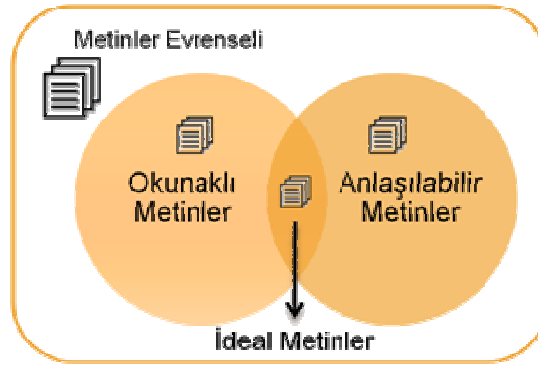 Metinler Evrenseli
Okunaklı
Metinler
Anlaşılabilir
Metinler
İdeal Metinler